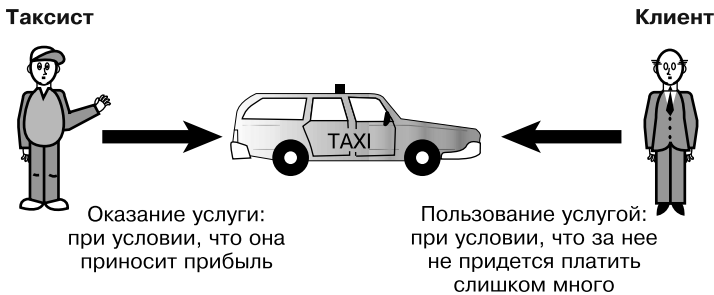 Таксист
Клиент
TAXI
Оказание услуги:
при условии, что она
приносит прибыль
Пользование услугой:
при условии, что за нее
не придется платить
слишком много